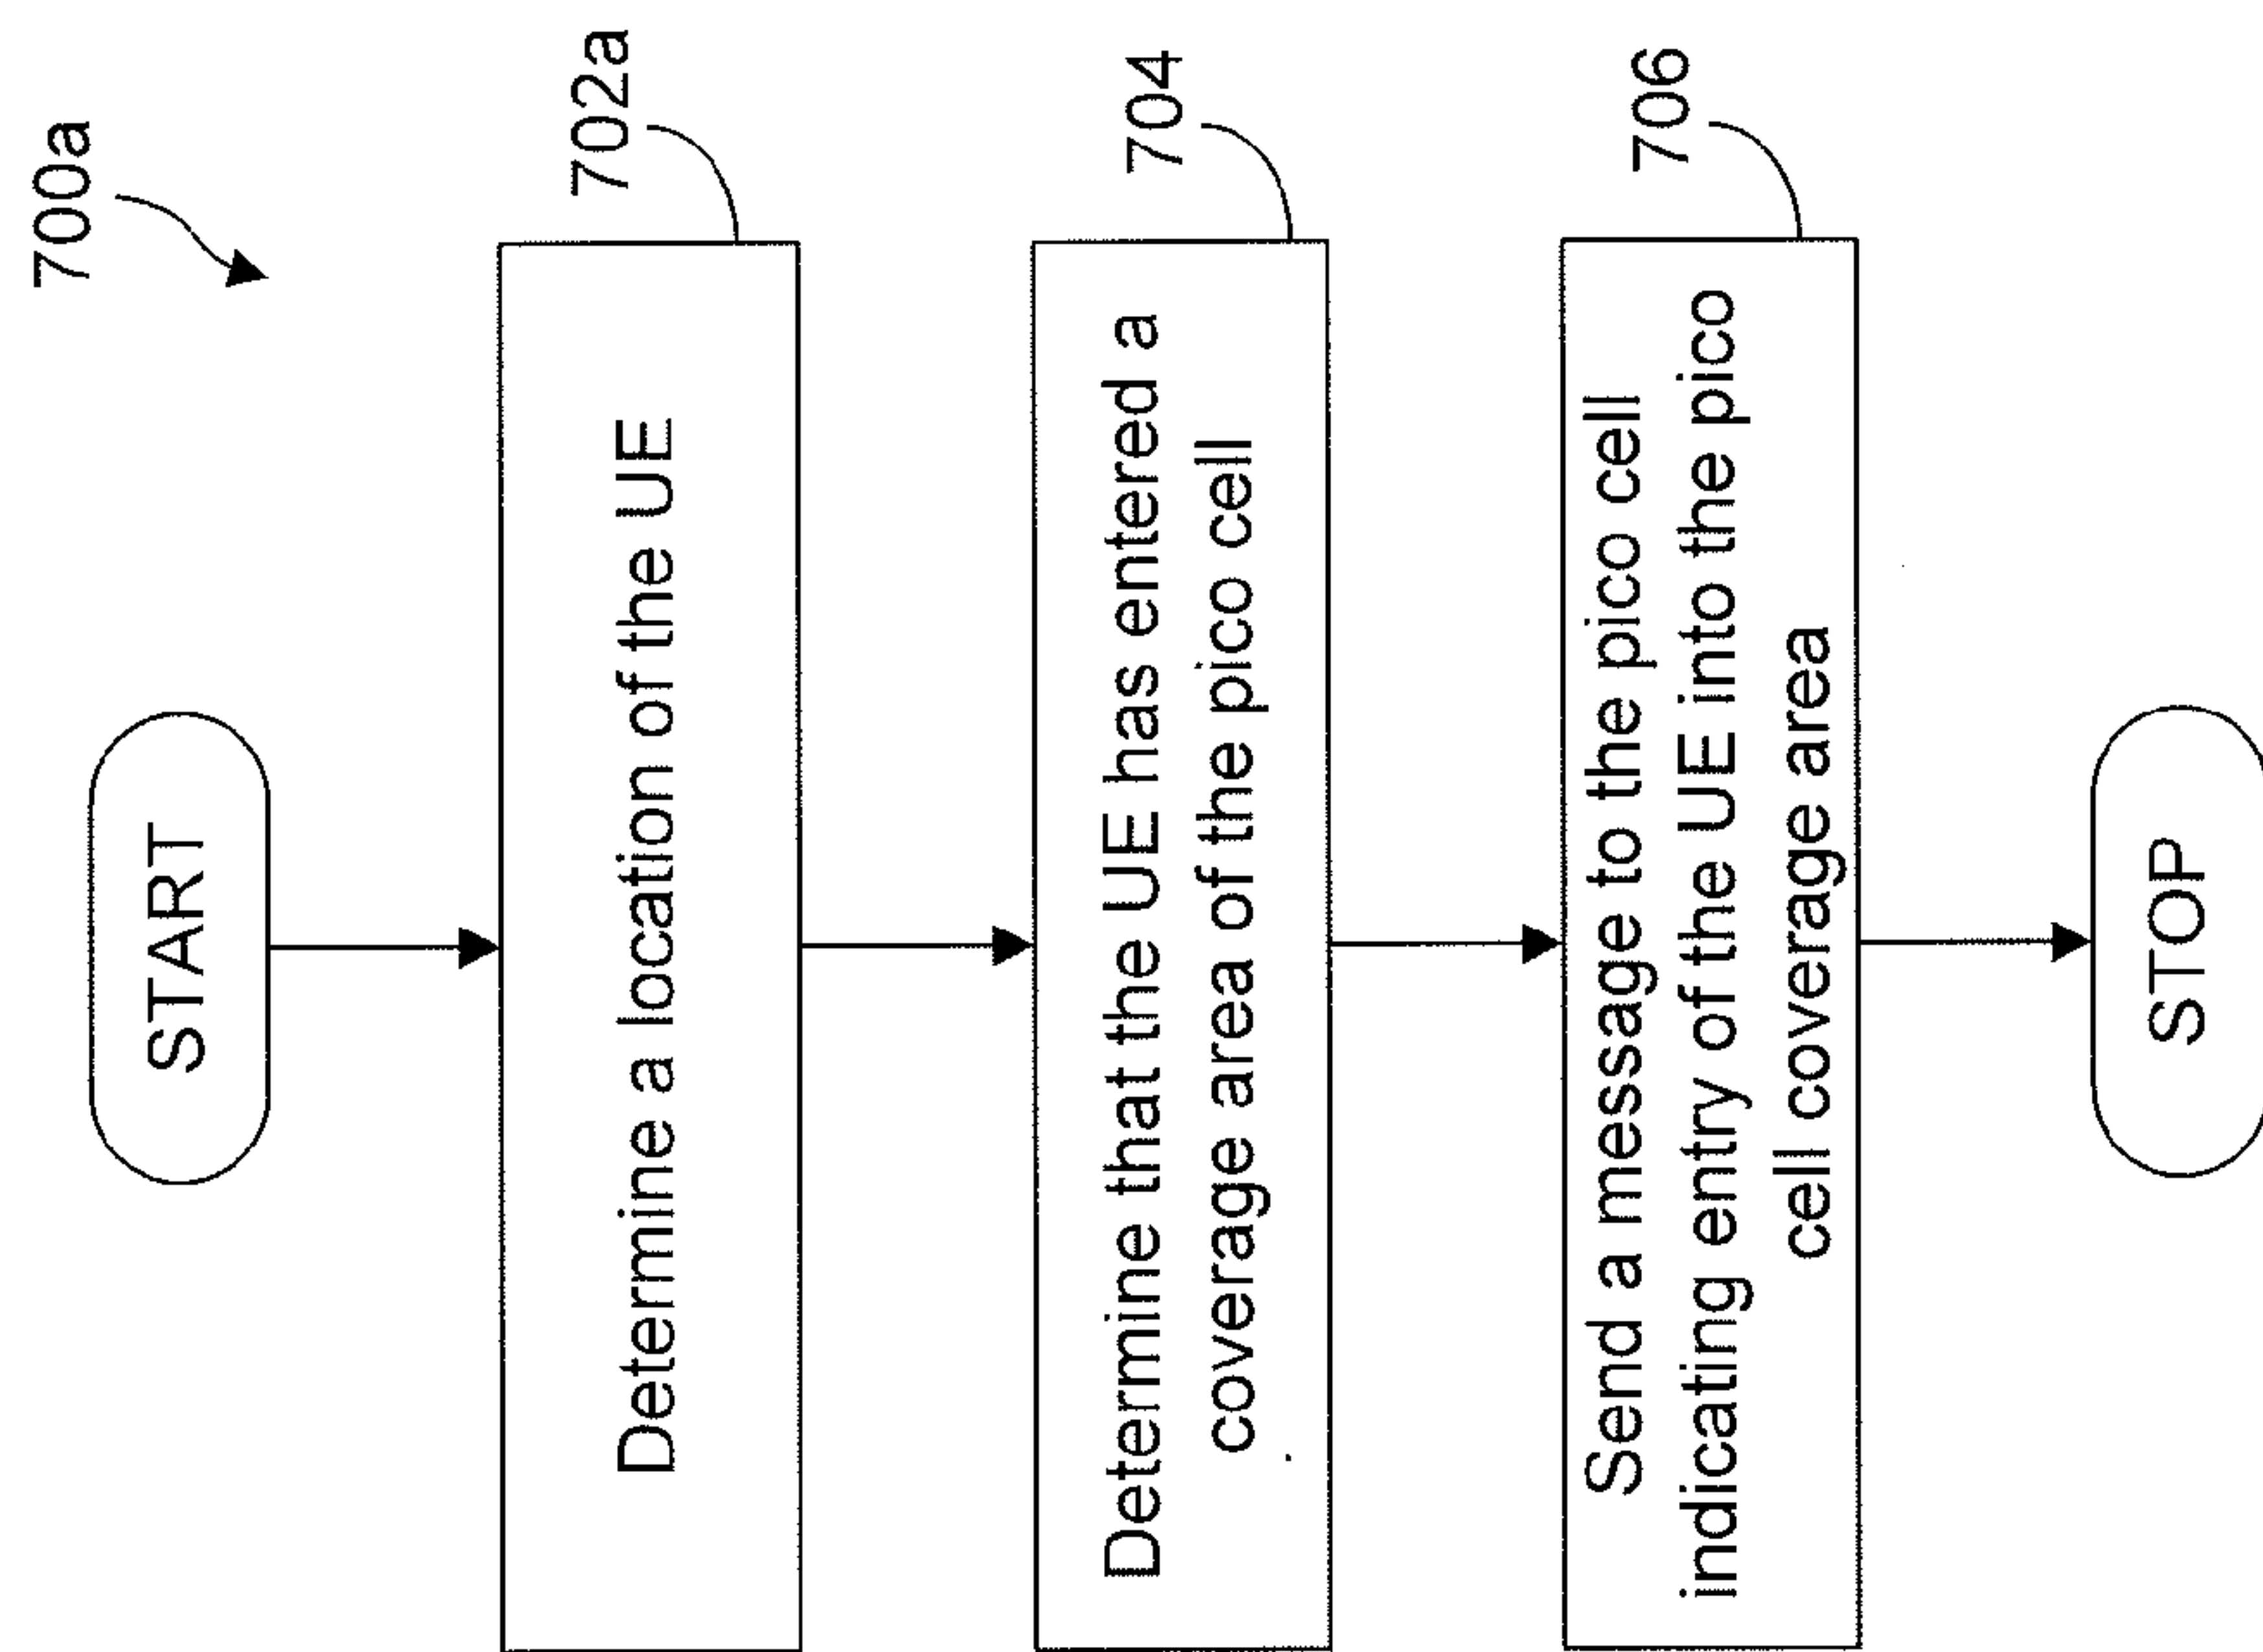 700a
START
702a
Determine a location of the UE
704
Determine that the UE has entered a
coverage area of the pico cell
706
Send a message to the pico cell
indicating entry of the UE into the pico
cell coverage area
STOP